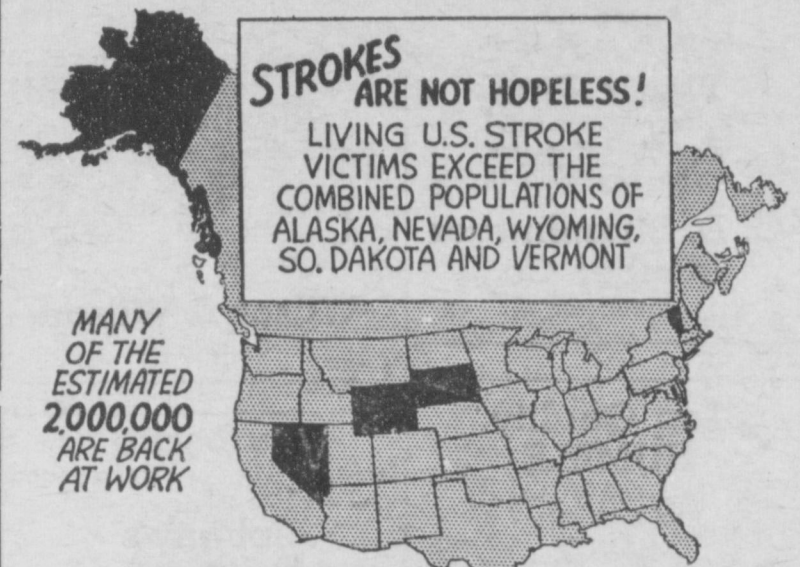 STROKES
ARE NOT HOPELESS!
LIVING U.S. STROKE
VICTIMS EXCEED THE
COMBINED POPULATIONS OF
ALASKA, NEVADA, WYOMING,
SO. DAKOTA AND VERMONT
MANY
OF THE
ESTIMATED
2,000,000
ARE BACK
AT WORK